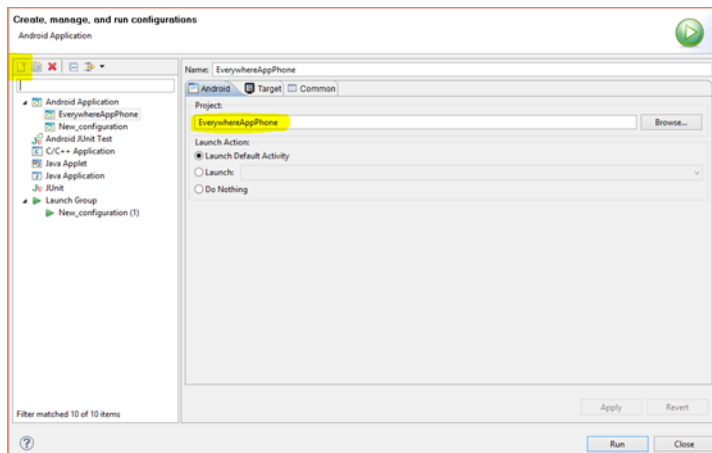 Create, manage, and run configurations
Android Application
Name: EverywhereAppPhone
Android Target Common
Project:
EverywhereAppPhone Browse...
Launch Action:
Launch Default Activity
Launch:
Do Nothing
Android Application
EverywhereAppPhone
New_configuration
Android JUnit Test
C/C++ Application
Java Applet
Java Application
JUnit
Launch Group
New_configuration (1)
Filter matched 10 of 10 items
Apply Revert
Run Close